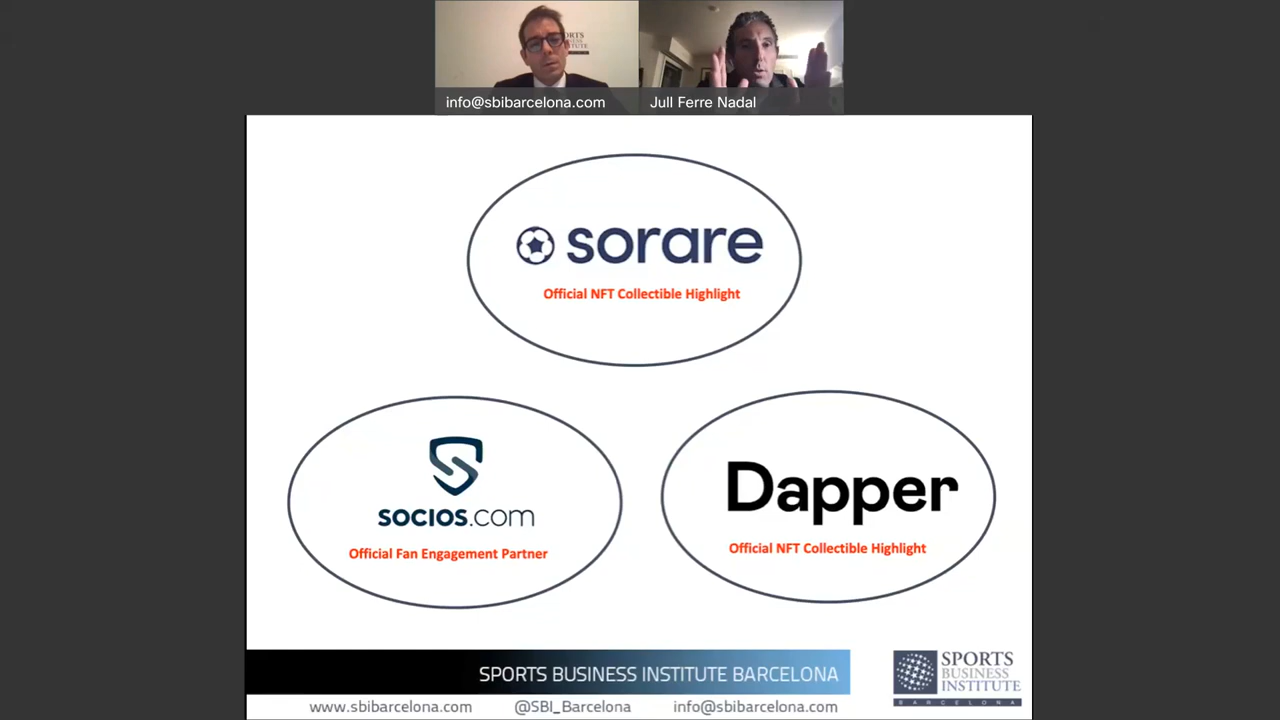 SPORTS
info@sbibarcelona.com
Jull Ferre Nadal
sorare
Official NFT Collectible Highlight
socios.com
Official Fan Engagement Partner
Dapper
Official NFT Collectible Highlight
SPORTS BUSINESS INSTITUTE BARCELONA
www.sbibarcelona.com @SBI_Barcelona info@sbibarcelona.com
SPORTS
BUSINESS
INSTITUTE
BARCELONA